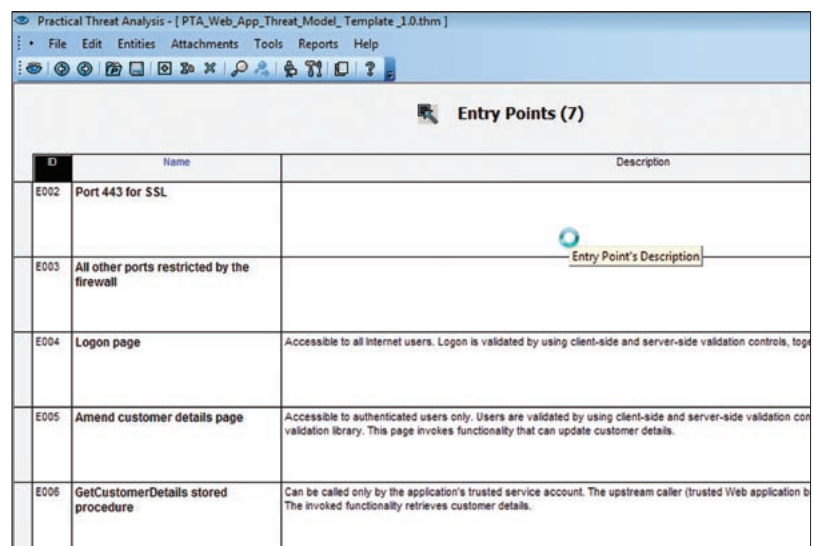 Practical Threat Analysis - [ PTA_Web_App_Threat_Model_ Template _1.0.thm ]
File Edit Entities Attachments Tools Reports Help
Entry Points (7)
ID Name Description
E002 Port 443 for SSL
Entry Point's Description
E003 All other ports restricted by the
firewall
E004 Logon page Accessible to all Internet users. Logon is validated by using client-side and server-side validation controls,
E005 Amend customer details page Accessible to authenticated users only. Users are validated by using client-side and server-side validation
validation library. This page invokes functionality that can update customer details.
E006 GetCustomerDetails stored Can be called only by the application's trusted service account. The upstream caller (trusted Web application
procedure The invoked functionality retrieves customer details.